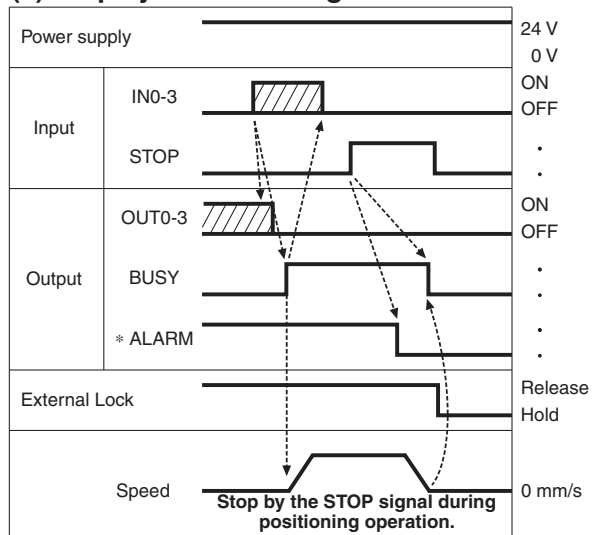 Power supply
24 V
0 V
Input
IN0-3
ON
OFF
STOP
Output
OUT0-3
ON
OFF
BUSY
* ALARM
External Lock
Release
Hold
Speed
0 mm/s
Stop by the STOP signal during
positioning operation.